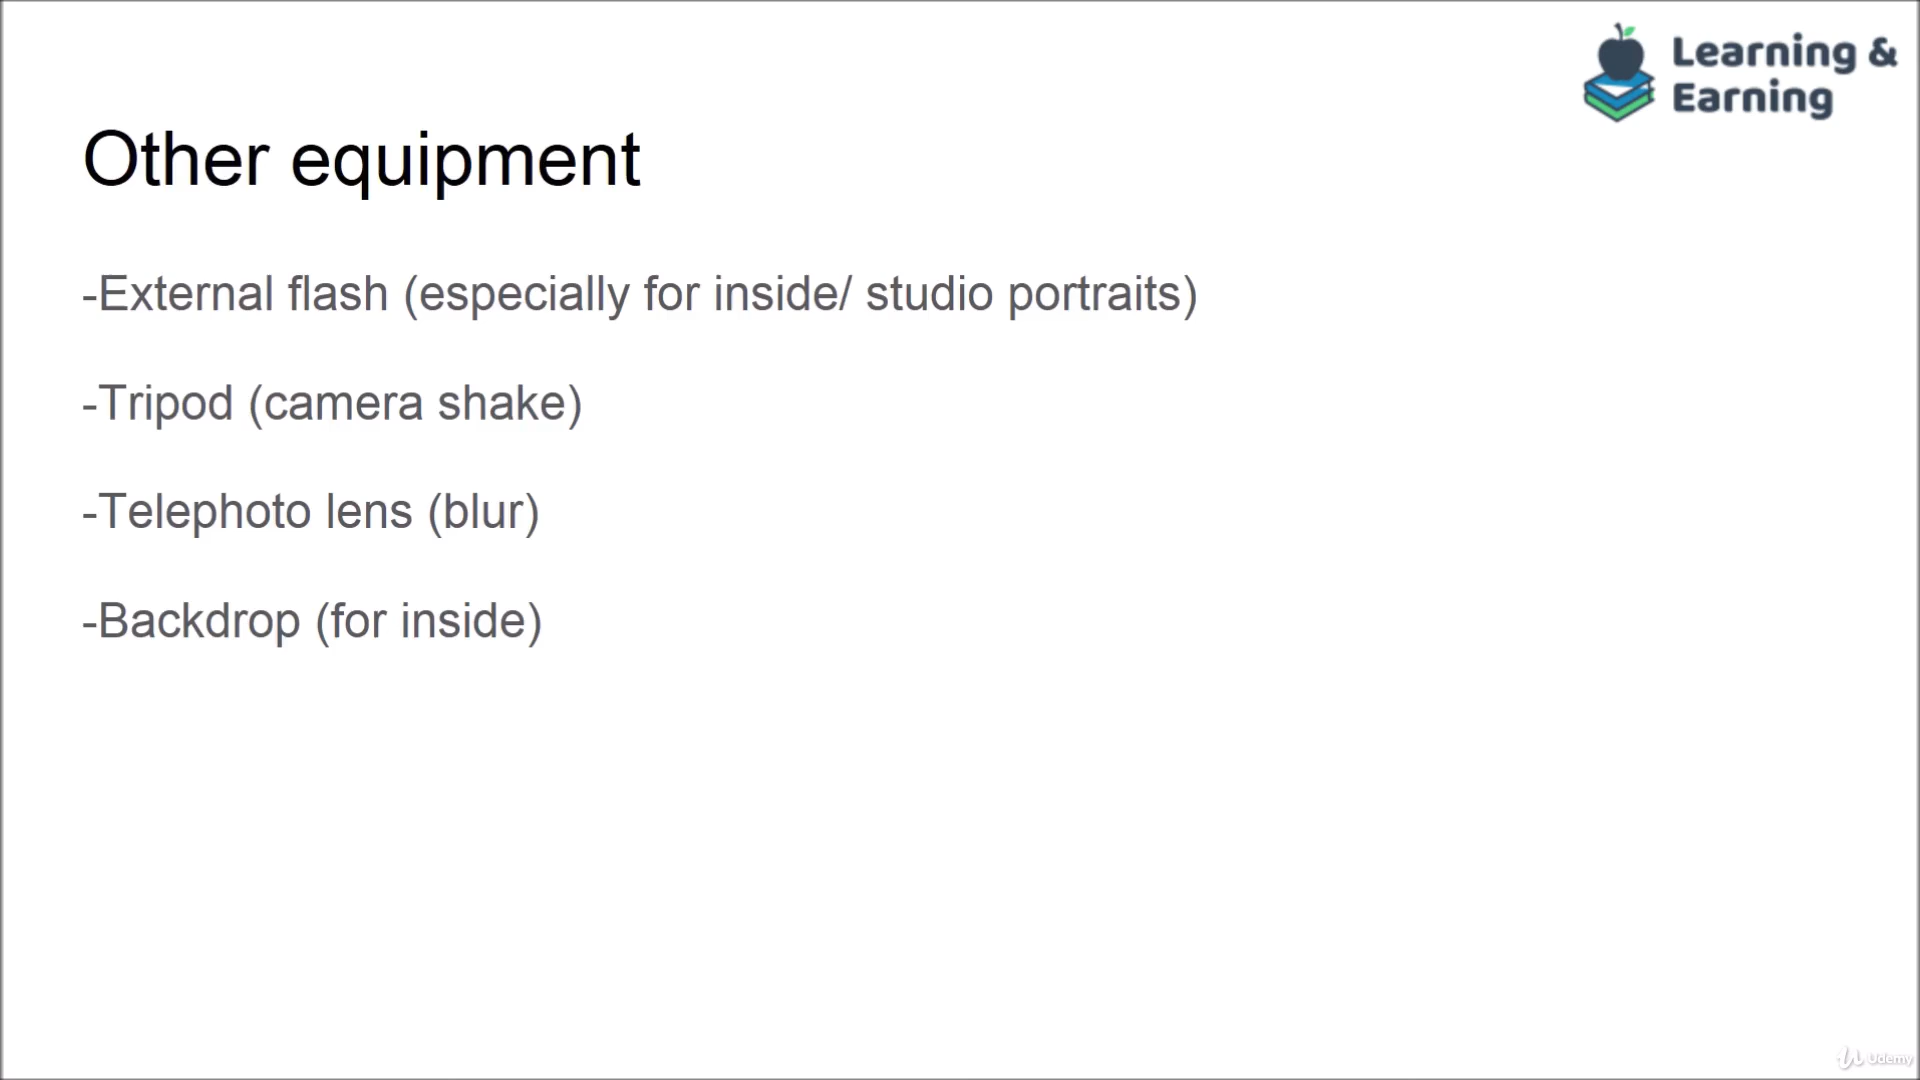 Learning &
Earning
Other equipment
-External flash (especially for inside/ studio portraits)
-Tripod (camera shake)
-Telephoto lens (blur)
-Backdrop (for inside)
Udemy